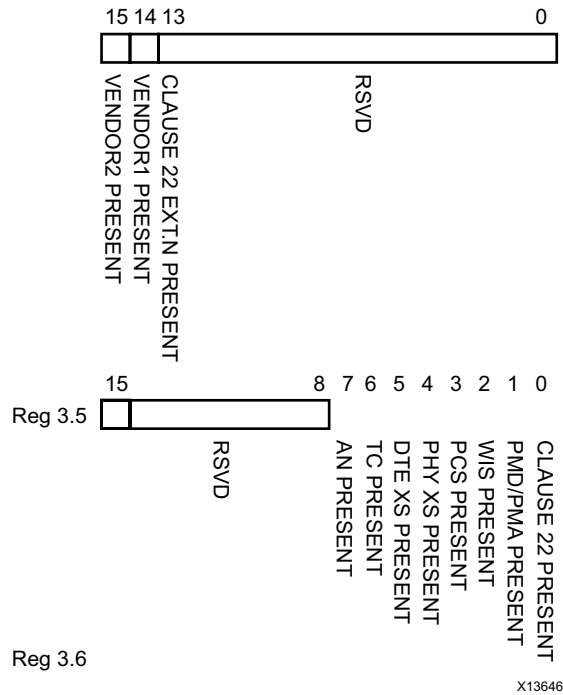 15 14 13 0
VENDOR2 PRESENT
VENDOR1 PRESENT
CLAUSE 22 EXT.N PRESENT
RSVD
15 8 7 6 5 4 3 2 1 0
Reg 3.5
RSVD
AN PRESENT
TC PRESENT
DTE XS PRESENT
PHY XS PRESENT
PCS PRESENT
WIS PRESENT
PMD/PMA PRESENT
CLAUSE 22 PRESENT
Reg 3.6
X13646